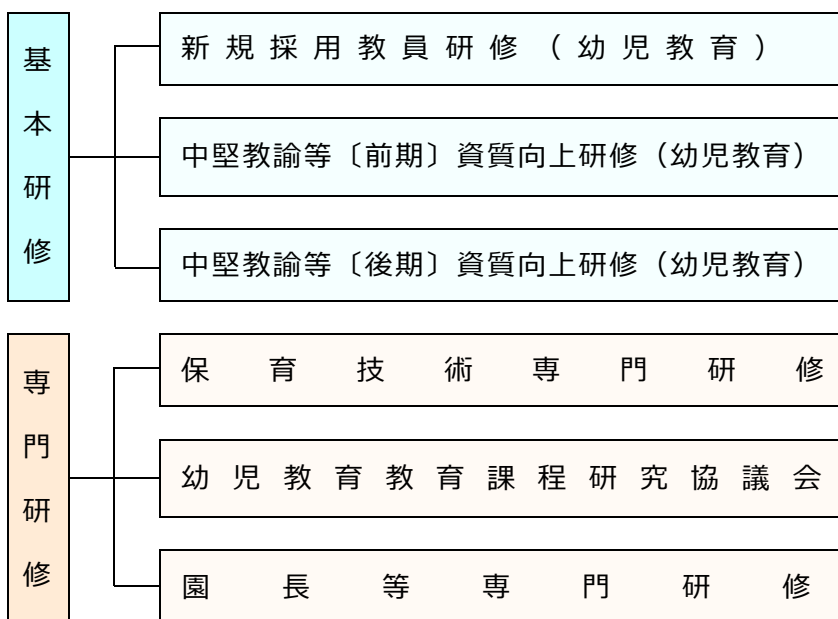 基本研修
新規採用教員研修（幼児教育）
中堅教諭等〔前期〕資質向上研修（幼児教育）
中堅教諭等〔後期〕資質向上研修（幼児教育）
専門研修
保育技術専門研修
幼児教育教育課程研究協議会
園長等専門研修